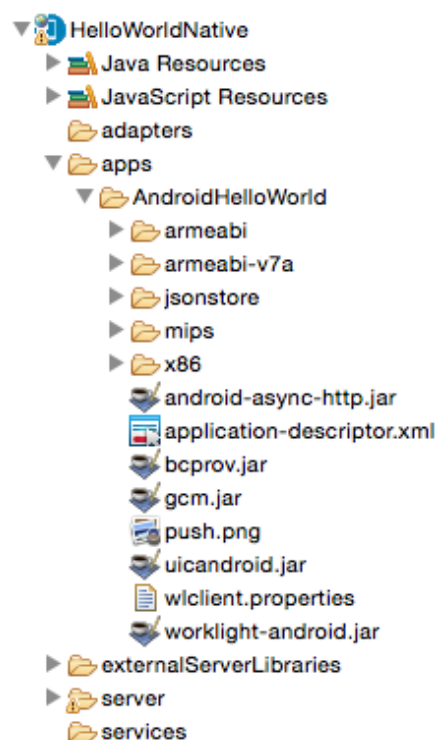 HelloWorldNative
Java Resources
JavaScript Resources
adapters
apps
AndroidHelloWorld
armeabi
armeabi-v7a
jsonstore
mips
x86
android-async-http.jar
application-descriptor.xml
bcprov.jar
gcm.jar
push.png
uicandroid.jar
wlclient.properties
worklight-android.jar
externalServerLibraries
server
services